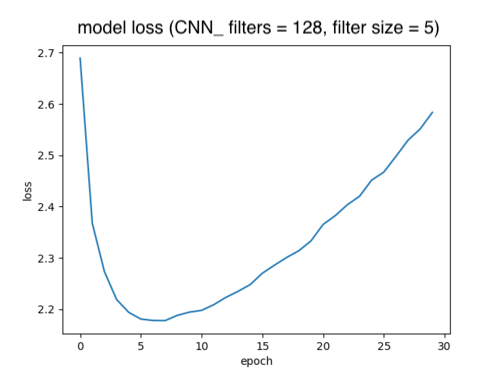 model loss (CNN_ filters = 128, filter size = 5)
2.7
2.6
2.5
2.4
2.3
2.2
loss
0 5 10 15 20 25 30
epoch